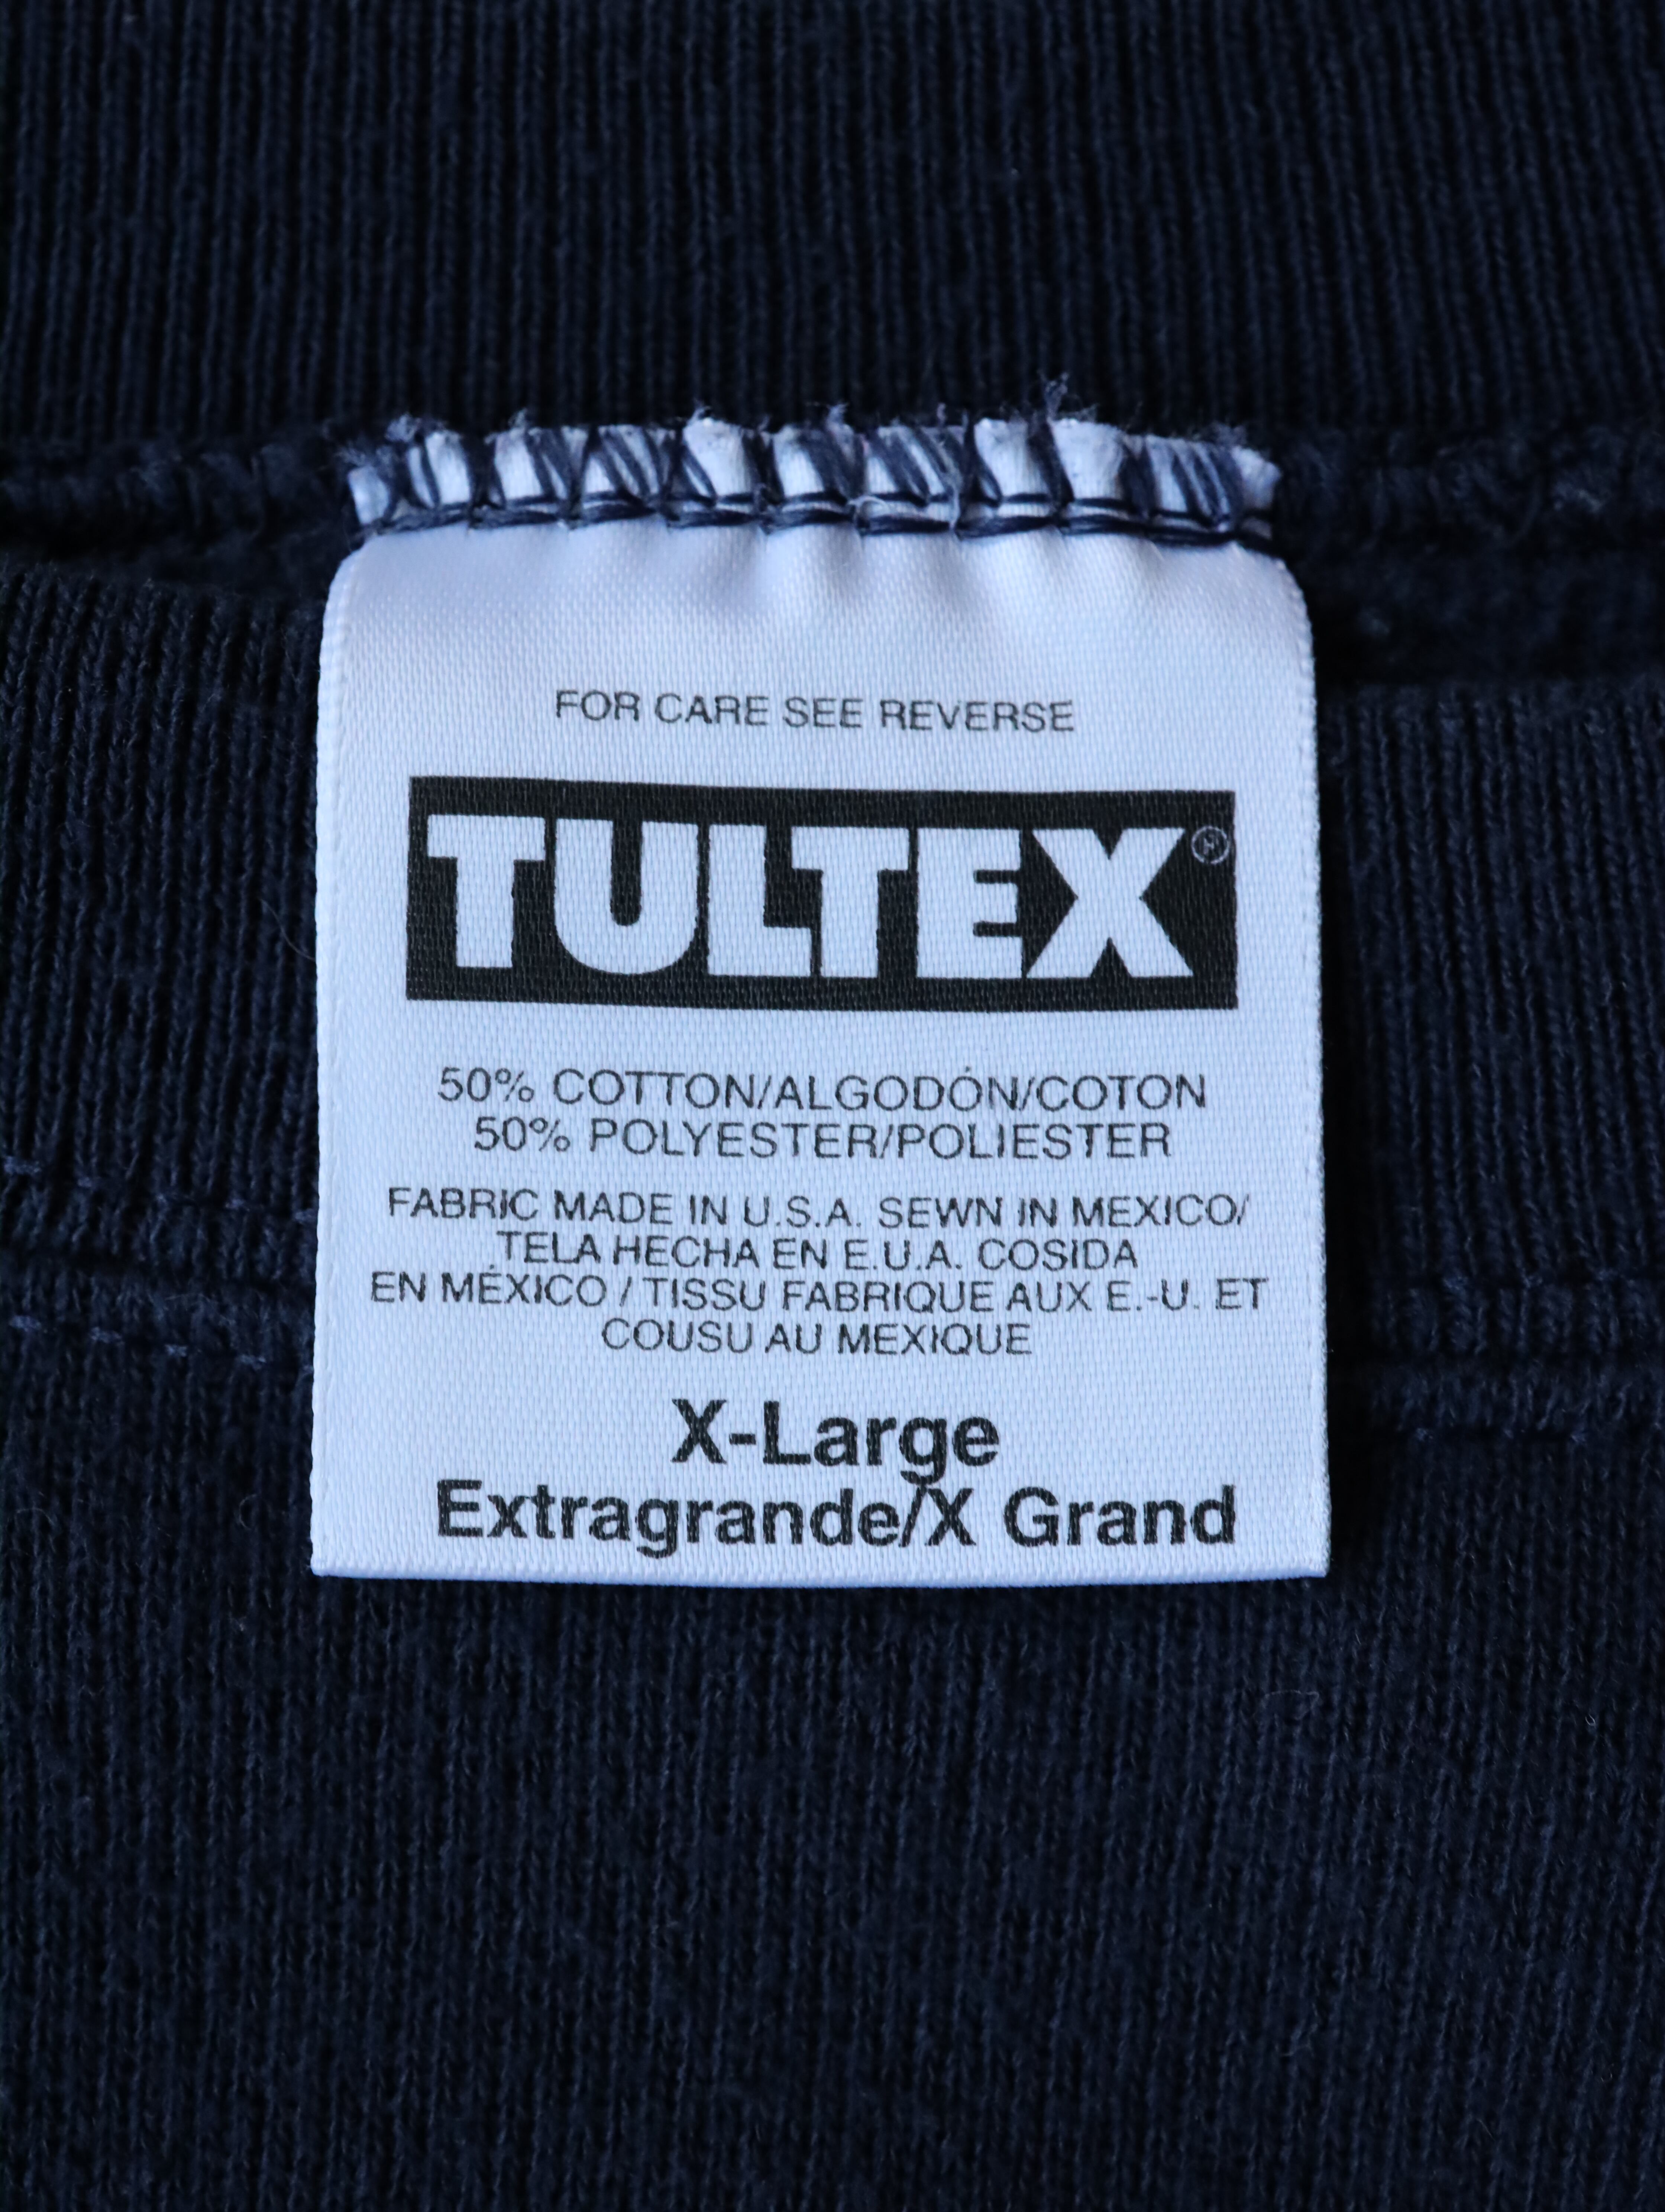 FOR CARE SEE REVERSE
TULTEX®
50% COTTON/ALGODÓN/COTON
50% POLYESTER/POLIESTER
FABRIC MADE IN U.S.A. SEWN IN MEXICO/
TELA HECHA EN E.U.A. COSIDA
EN MÉXICO / TISSU FABRIQUE AUX E.-U. ET
COUSU AU MEXIQUE
X-Large
Extragrande/X Grand